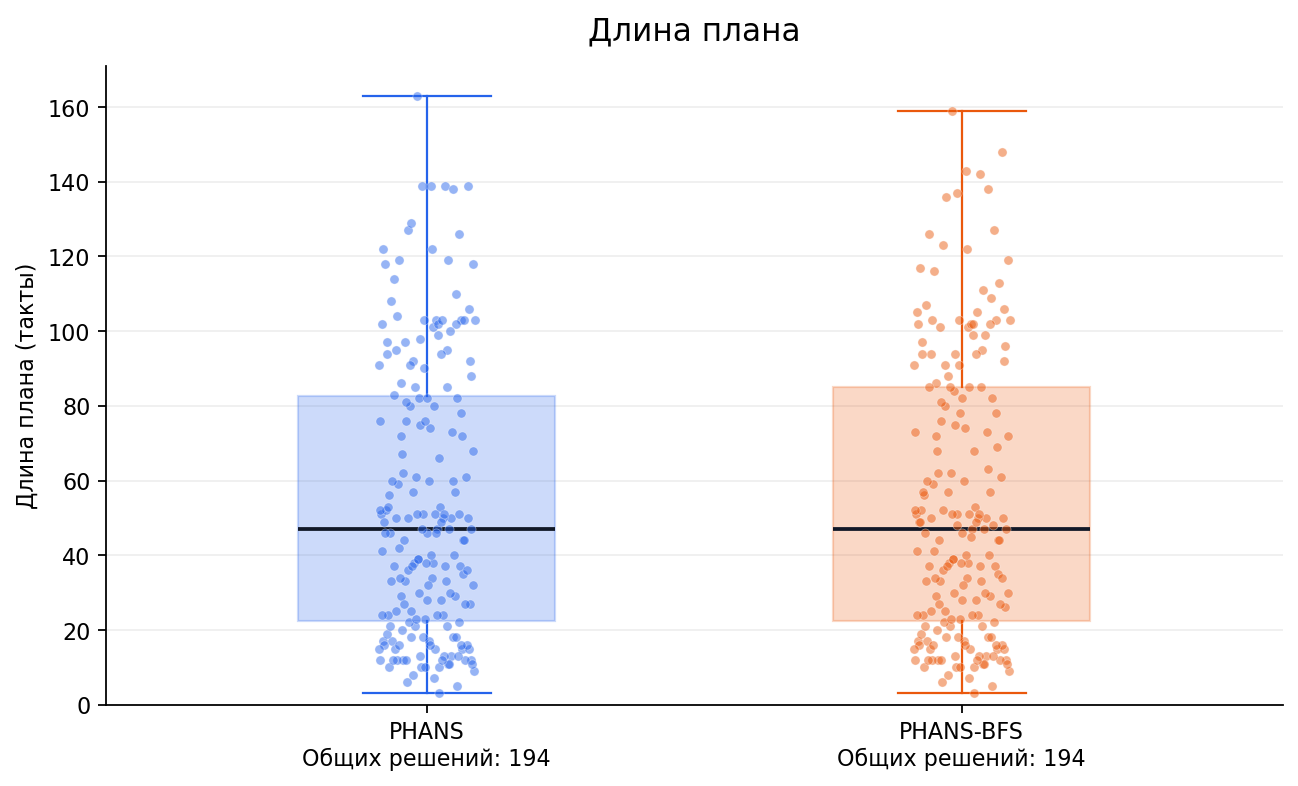 Длина плана
Длина плана (такты)
160
140
120
100
80
60
40
20
0
PHANS
Общих решений: 194
PHANS-BFS
Общих решений: 194